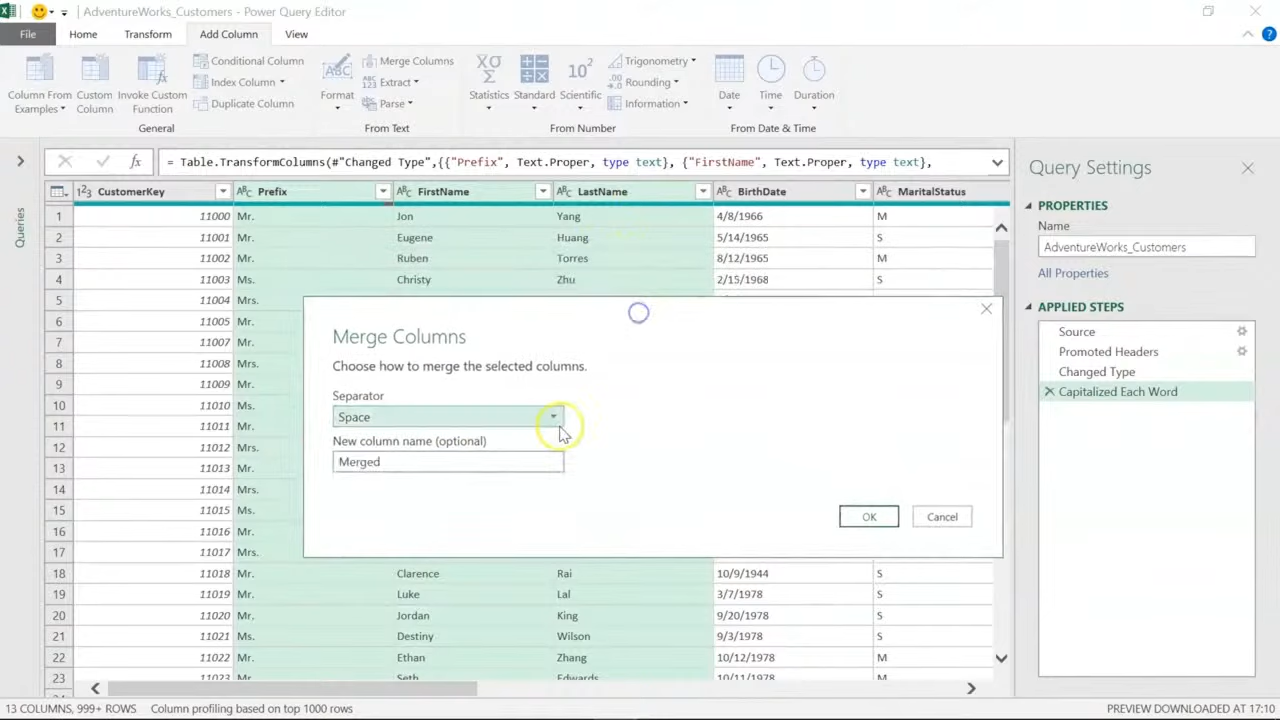 AdventureWorks_Customers - Power Query Editor
File Home Transform Add Column View
Column From Examples
Custom Column
Invoke Custom Function
Conditional Column
Index Column
Duplicate Column
General
Format
Merge Columns
Extract
Parse
From Text
Statistics
Standard
Scientific
Trigonometry
Rounding
Information
From Number
Date
Time
Duration
From Date & Time
= Table.TransformColumns(#"Changed Type",{{"Prefix", Text.Proper, type text}, {"FirstName", Text.Proper, type text},
Queries
CustomerKey Prefix FirstName LastName BirthDate MaritalStatus
1 11000 Mr. Jon Yang 4/8/1966 M
2 11001 Mr. Eugene Huang 5/14/1965 S
3 11002 Mr. Ruben Torres 8/12/1965 M
4 11003 Ms. Christy Zhu 2/15/1968 S
5 11004 Mrs.
6 11005 Mr.
7 11007 Mr.
8 11008 Mrs.
9 11009 Mr.
10 11010 Ms.
11 11011 Mr.
12 11012 Mrs.
13 11013 Mr.
14 11014 Mrs.
15 11015 Ms.
16 11016 Mr.
17 11017 Mrs.
18 11018 Mr. Clarence Rai 10/9/1944 S
19 11019 Mr. Luke Lal 3/7/1978 S
20 11020 Mr. Jordan King 9/20/1978 S
21 11021 Ms. Destiny Wilson 9/3/1978 S
22 11022 Mr. Ethan Zhang 10/12/1978 M
23 11023 Mr. Seth Edwards 10/11/1978 M
Merge Columns
Choose how to merge the selected columns.
Separator
Space
New column name (optional)
Merged
OK Cancel
Query Settings
PROPERTIES
Name
AdventureWorks_Customers
All Properties
APPLIED STEPS
Source
Promoted Headers
Changed Type
Capitalized Each Word
13 COLUMNS, 999+ ROWS Column profiling based on top 1000 rows
PREVIEW DOWNLOADED AT 17:10